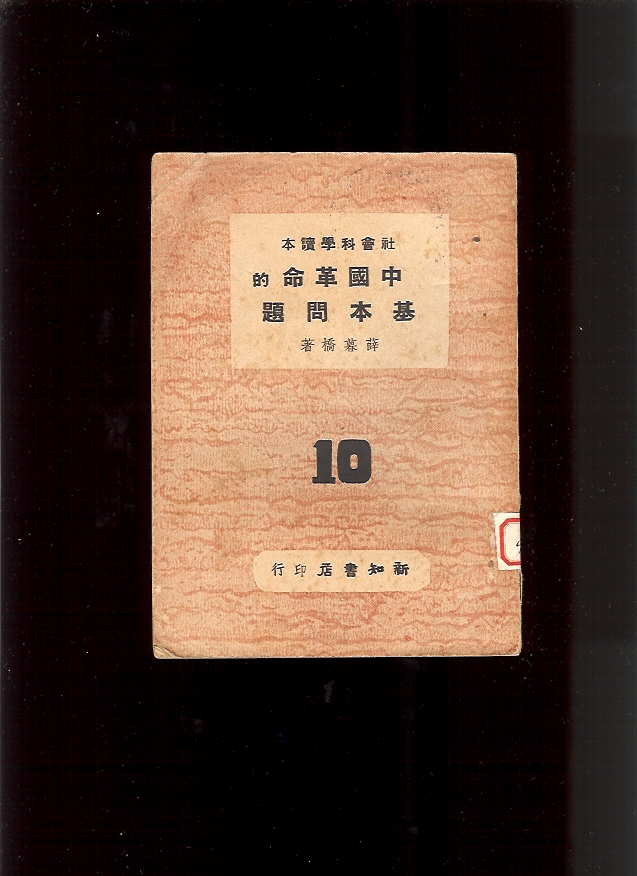 社會科學讀本
中國革命的
基本問題
薛暮橋著
10
新知書店印行